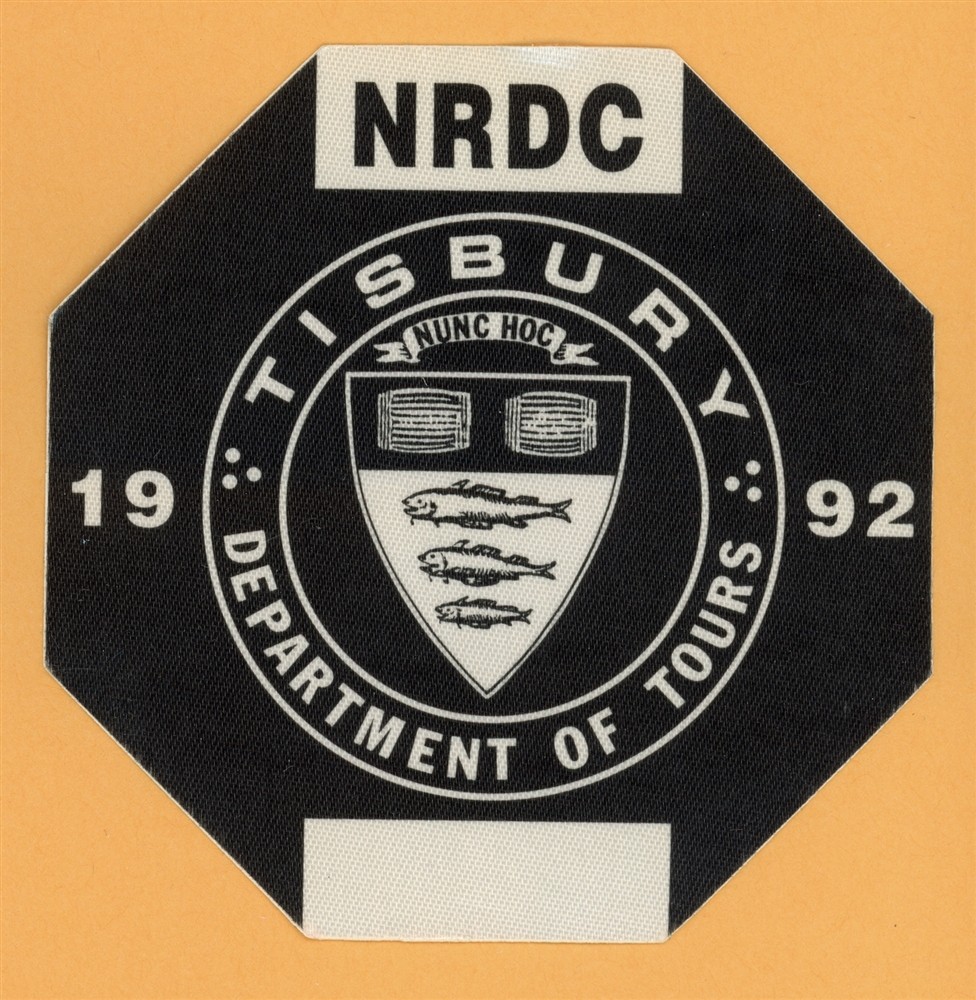 NRDC
TISBURY
NUNC HOC
19 92
DEPARTMENT OF TOURS